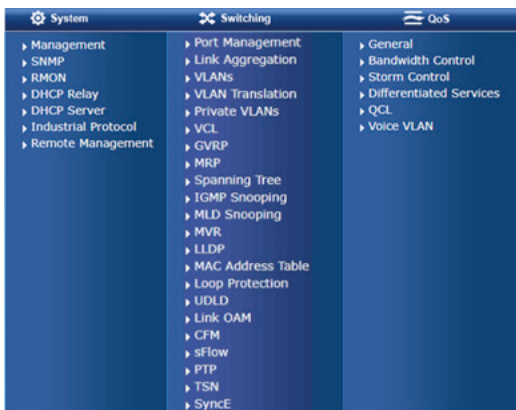 System
Management
SNMP
RMON
DHCP Relay
DHCP Server
Industrial Protocol
Remote Management
Switching
Port Management
Link Aggregation
VLANs
VLAN Translation
Private VLANs
VCL
GVRP
MRP
Spanning Tree
IGMP Snooping
MLD Snooping
MVR
LLDP
MAC Address Table
Loop Protection
UDLD
Link OAM
CFM
sFlow
PTP
TSN
SyncE
QoS
General
Bandwidth Control
Storm Control
Differentiated Services
QCL
Voice VLAN